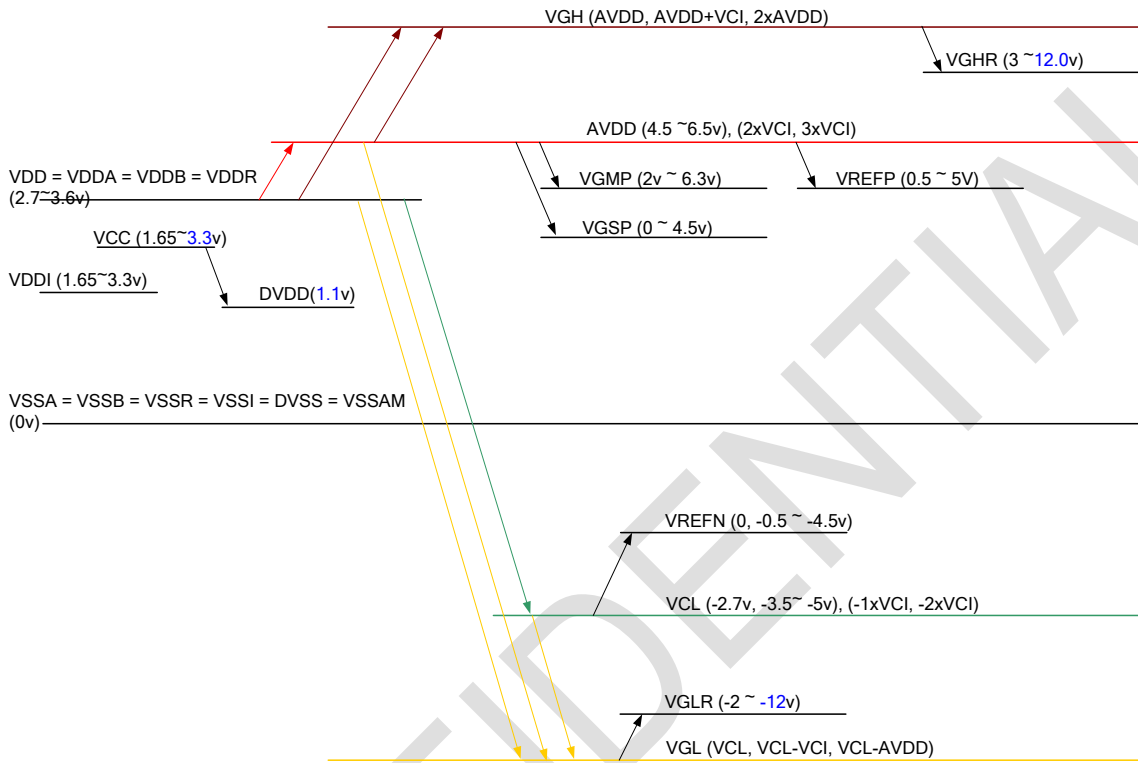 VGH (AVDD, AVDD+VCI, 2xAVDD)
VGHR (3 ~12.0v)
AVDD (4.5 ~6.5v), (2xVCI, 3xVCI)
VDD = VDDA = VDDB = VDDR
(2.7~3.6v)
VGMP (2v ~ 6.3v)
VREFP (0.5 ~ 5V)
VGSP (0 ~ 4.5v)
VCC (1.65~3.3v)
VDDI (1.65~3.3v)
DVDD(1.1v)
VSSA = VSSB = VSSR = VSSI = DVSS = VSSAM
(0v)
VREFN (0, -0.5 ~ -4.5v)
VCL (-2.7v, -3.5~ -5v), (-1xVCI, -2xVCI)
VGLR (-2 ~ -12v)
VGL (VCL, VCL-VCI, VCL-AVDD)
FIDENTIAL